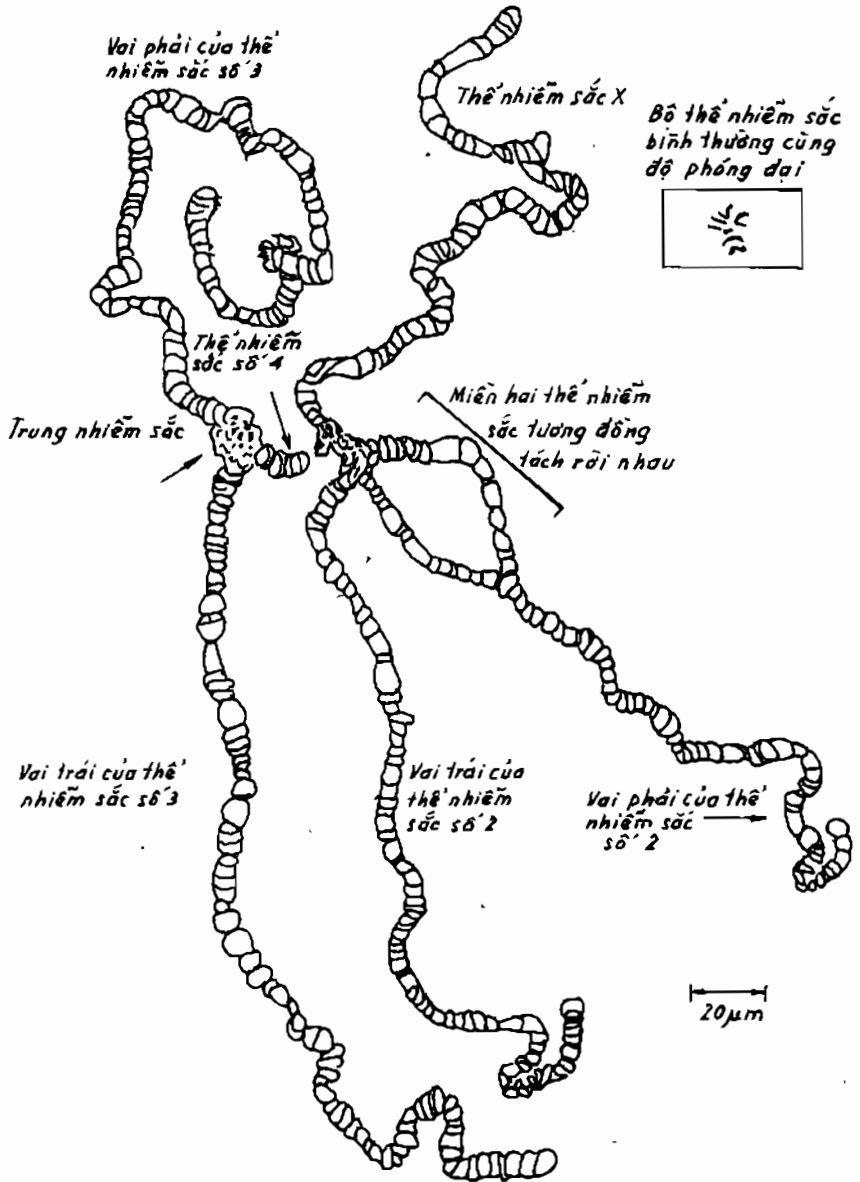 Vai phải của thể
nhiễm sắc số 3
Thể nhiễm sắc X
Bộ thể nhiễm sắc
bình thường cùng
độ phóng đại
Thể nhiễm
sắc số 4
Miền hai thể nhiễm
sắc tương đồng
tách rời nhau
Trung nhiễm sắc
Vai trái của thể
nhiễm sắc số 3
Vai trái của
thể nhiễm
sắc số 2
Vai phải của thể
nhiễm sắc
số 2
20 µm